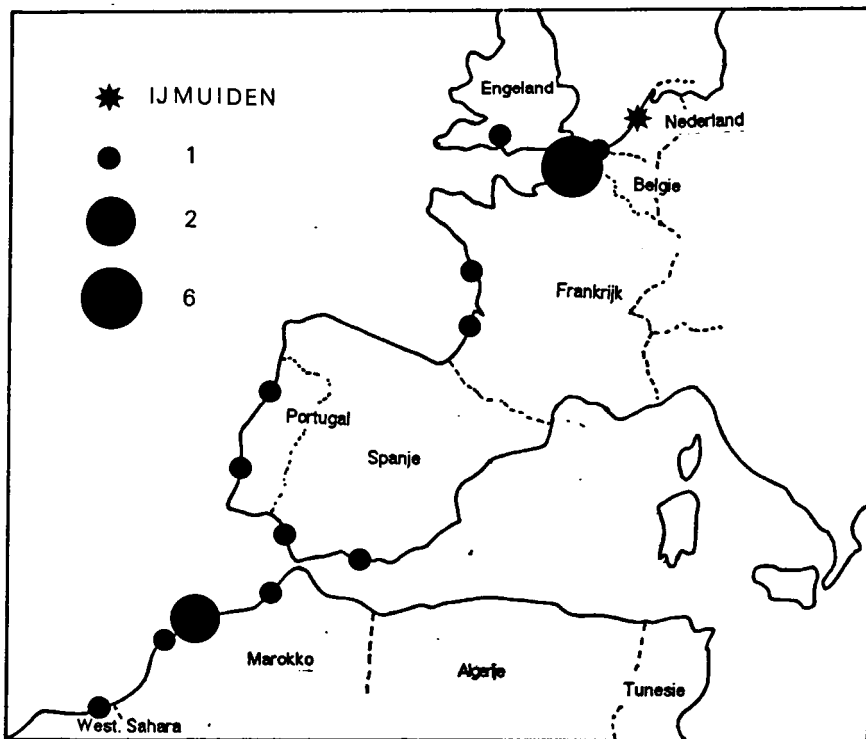 IJMUIDEN
1
2
6
Engeland
Nederland
Belgie
Frankrijk
Portugal
Spanje
Marokko
Algerije
Tunesie
West. Sahara